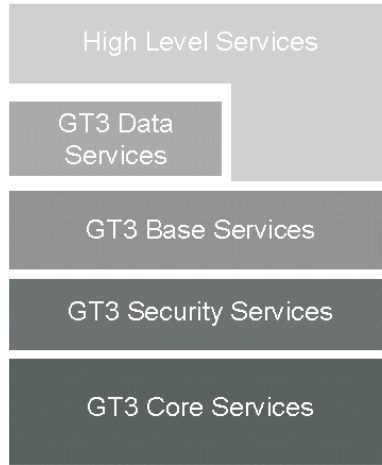 High Level Services
GT3 Data
Services
GT3 Base Services
GT3 Security Services
GT3 Core Services